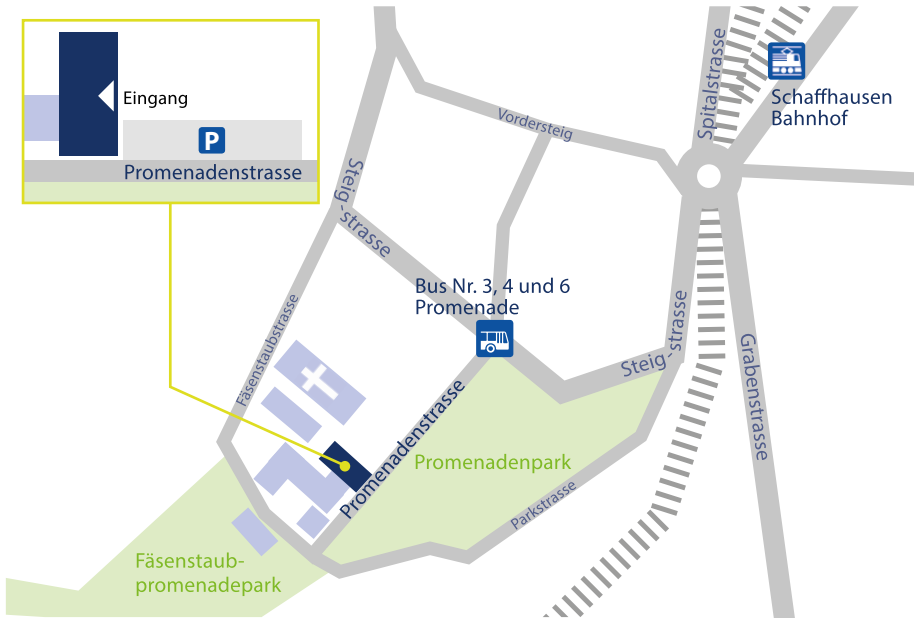 Eingang
P
Promenadenstrasse
Spitalstrasse
Schaffhausen
Bahnhof
Vordersteig
Steig-
strasse
Bus Nr. 3, 4 und 6
Promenade
Fäsenstaubstrasse
Steig-strasse
Grabenstrasse
Promenadenstrasse
Promenadenpark
Parkstrasse
Fäsenstaub-
promenadepark